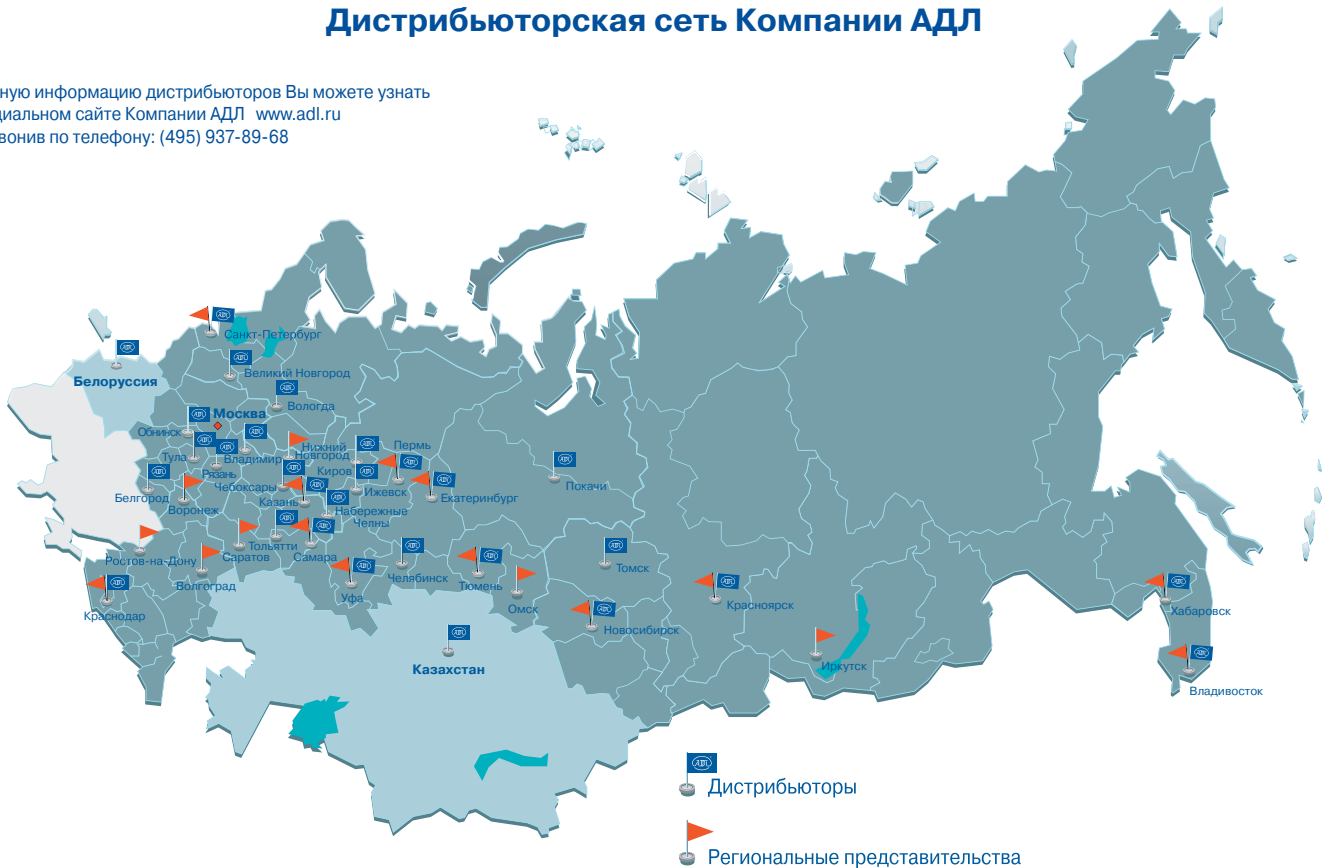 Дистрибьюторская сеть Компании АДЛ
ную информацию дистрибьюторов Вы можете узнать
циальном сайте Компании АДЛ www.adl.ru
вонив по телефону: (495) 937-89-68
Санкт-Петербург
Белоруссия
Великий Новгород
Вологда
Москва
Обнинск
Тула
Рязань
Владимир
Нижний
Новгород
Киров
Пермь
Чебоксары
Казань
Ижевск
Екатеринбург
Покачи
Белгород
Воронеж
Набережные
Челны
Ростов-на-Дону
Саратов
Тольятти
Самара
Волгоград
Краснодар
Уфа
Челябинск
Тюмень
Омск
Томск
Новосибирск
Красноярск
Иркутск
Хабаровск
Владивосток
Казахстан
Дистрибьюторы
Региональные представительства